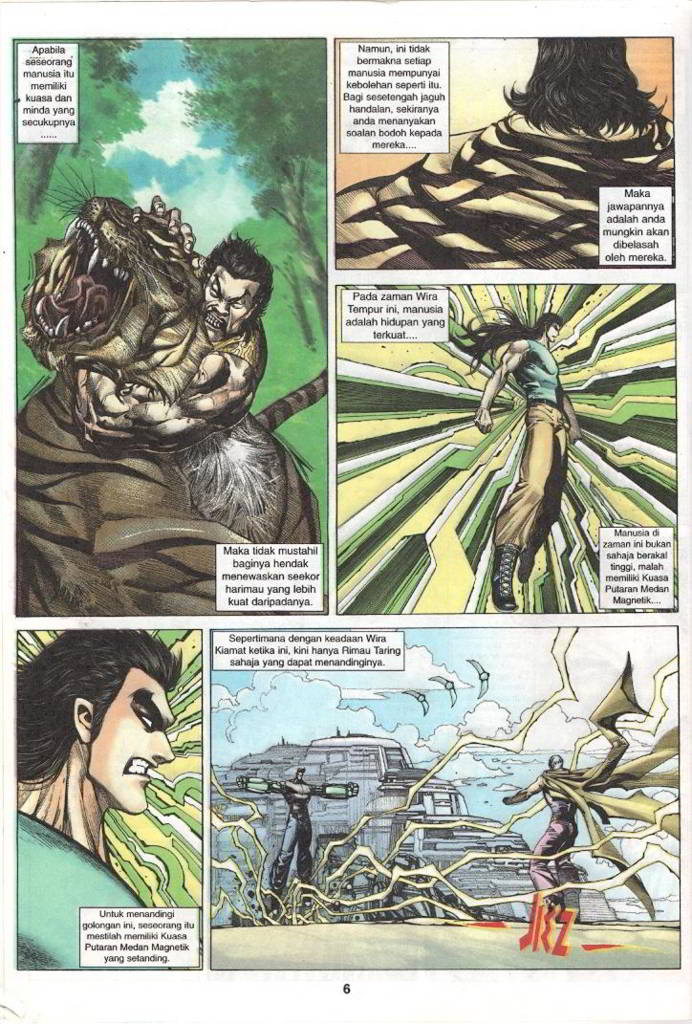 Apabila
seseorang
manusia itu
memiliki
kuasa dan
minda yang
secukupnya
......
Maka tidak mustahil
baginya hendak
menewaskan seekor
harimau yang lebih
kuat daripadanya.
Namun, ini tidak
bermakna setiap
manusia mempunyai
kebolehan seperti itu.
Bagi sesetengah jaguh
handalan, sekiranya
anda menanyakan
soalan bodoh kepada
mereka....
Maka
jawapannya
adalah anda
mungkin akan
dibelasah
oleh mereka.
Pada zaman Wira
Tempur ini, manusia
adalah hidupan yang
terkuat....
Manusia di
zaman ini bukan
sahaja berakal
tinggi, malah
memiliki Kuasa
Putaran Medan
Magnetik....
Untuk menandingi
golongan ini, seseorang itu
mestilah memiliki Kuasa
Putaran Medan Magnetik
yang setanding.
Sepertimana dengan keadaan Wira
Kiamat ketika ini, kini hanya Rimau Taring
sahaja yang dapat menandinginya.
6